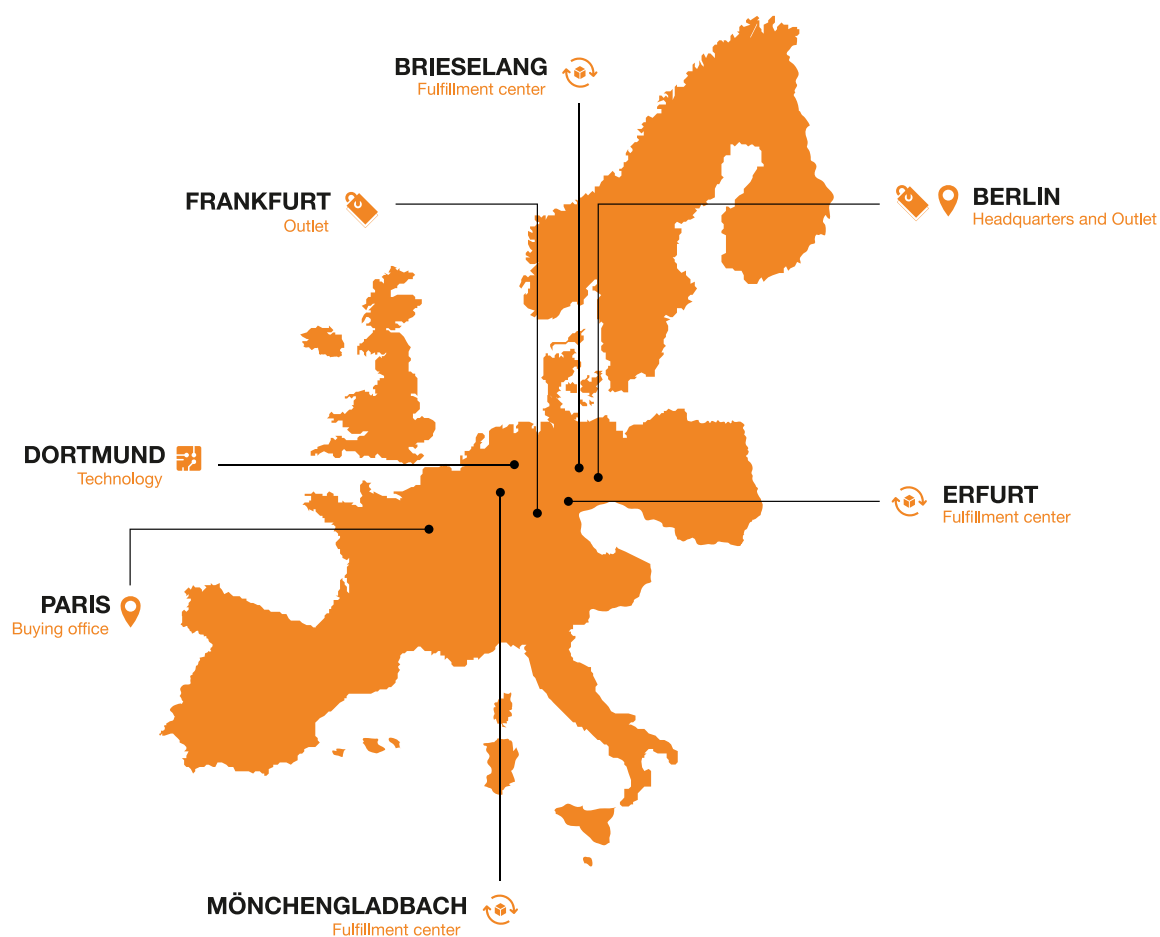 BRIESELANG
Fulfillment center
FRANKFURT
Outlet
BERLIN
Headquarters and Outlet
DORTMUND
Technology
ERFURT
Fulfillment center
PARIS
Buying office
MÖNCHENGLADBACH
Fulfillment center